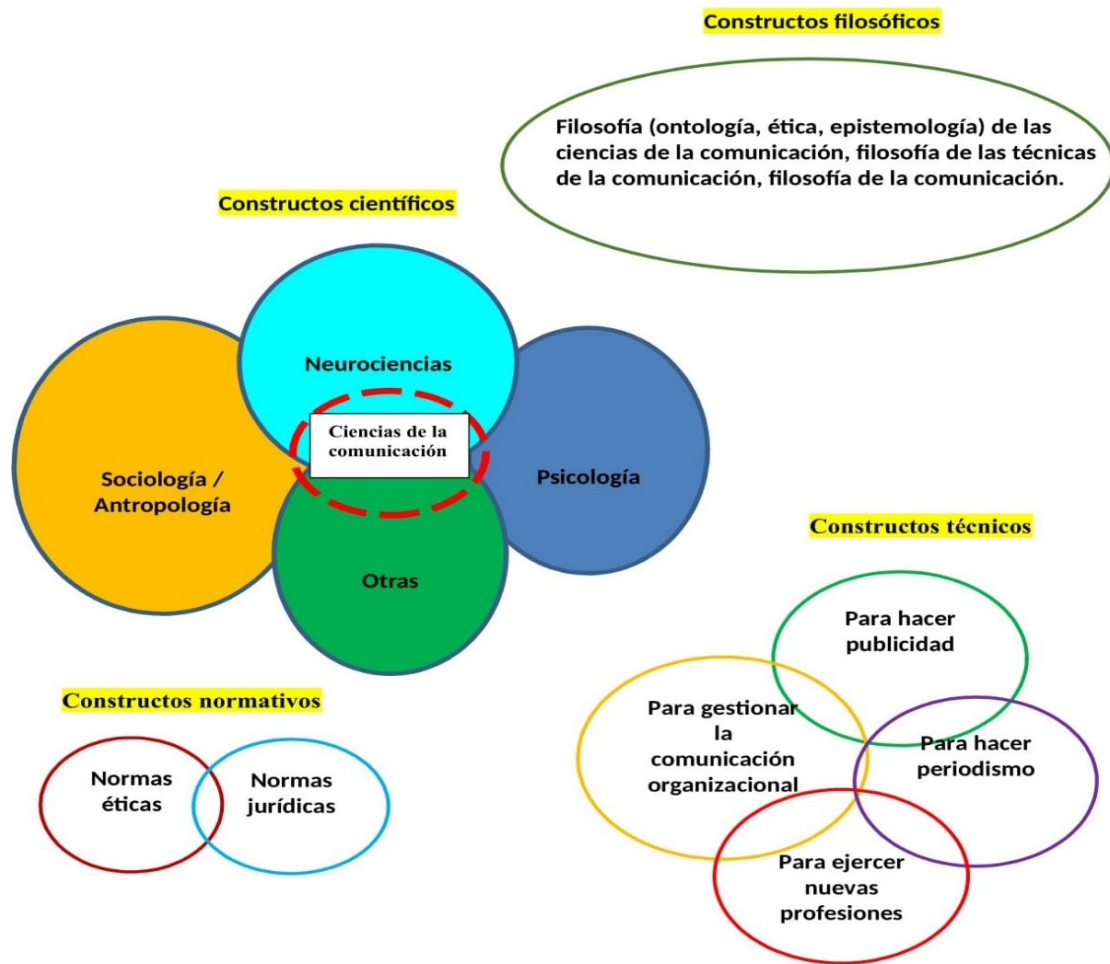 Constructos filosóficos
Filosofía (ontología, ética, epistemología) de las
ciencias de la comunicación, filosofía de las técnicas
de la comunicación, filosofía de la comunicación.
Constructos científicos
Neurociencias
Ciencias de la
comunicación
Sociología /
Antropología
Psicología
Otras
Constructos técnicos
Para hacer
publicidad
Para gestionar
la
comunicación
organizacional
Para hacer
periodismo
Para ejercer
nuevas
profesiones
Constructos normativos
Normas
éticas
Normas
jurídicas